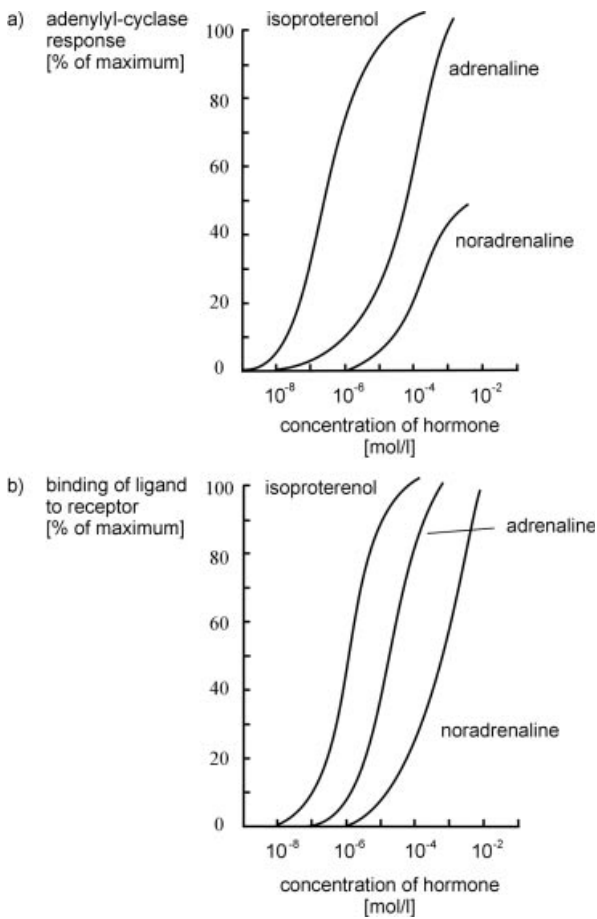 a) adenylyl-cyclase
response
[% of maximum]
isoproterenol
adrenaline
noradrenaline
100
80
60
40
20
0
10⁻⁸ 10⁻⁶ 10⁻⁴ 10⁻²
concentration of hormone
[mol/l]
b) binding of ligand
to receptor
[% of maximum]
isoproterenol
adrenaline
noradrenaline
100
80
60
40
20
0
10⁻⁸ 10⁻⁶ 10⁻⁴ 10⁻²
concentration of hormone
[mol/l]